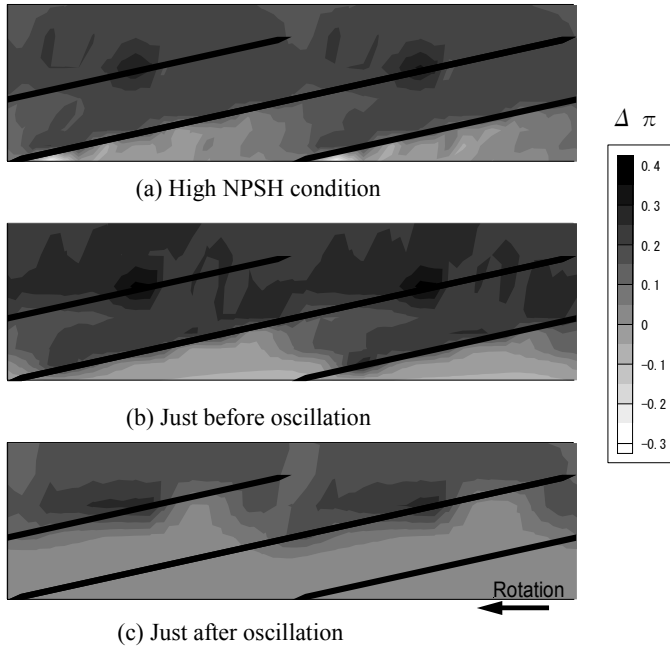 (a) High NPSH condition
(b) Just before oscillation
Rotation
(c) Just after oscillation
Δ π
0.4
0.3
0.2
0.1
0
-0.1
-0.2
-0.3